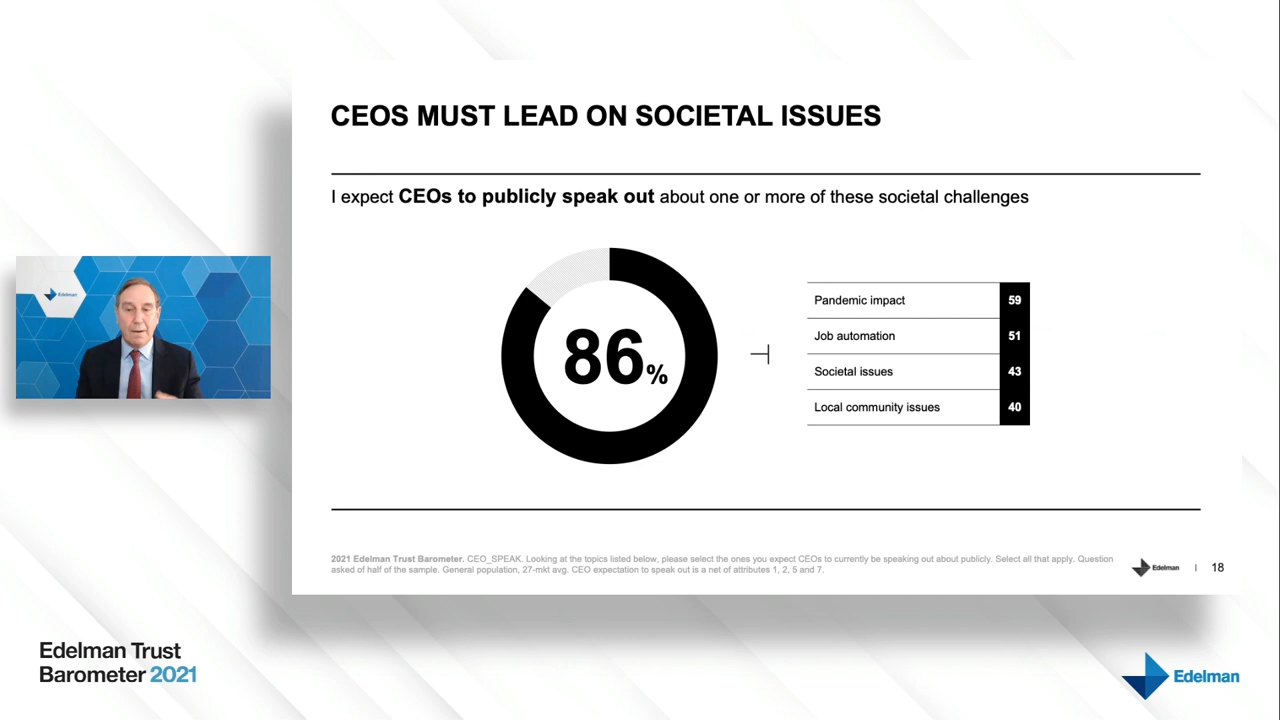 CEOS MUST LEAD ON SOCIETAL ISSUES
I expect CEOs to publicly speak out about one or more of these societal challenges
Edelman
86%
Pandemic impact 59
Job automation 51
Societal issues 43
Local community issues 40
2021 Edelman Trust Barometer. CEO_SPEAK. Looking at the topics listed below, please select the ones you expect CEOs to currently be speaking out about publicly. Select all that apply. Question
asked of half of the sample. General population, 27-mkt avg. CEO expectation to speak out is a net of attributes 1, 2, 5 and 7.
Edelman | 18
Edelman Trust
Barometer 2021
Edelman